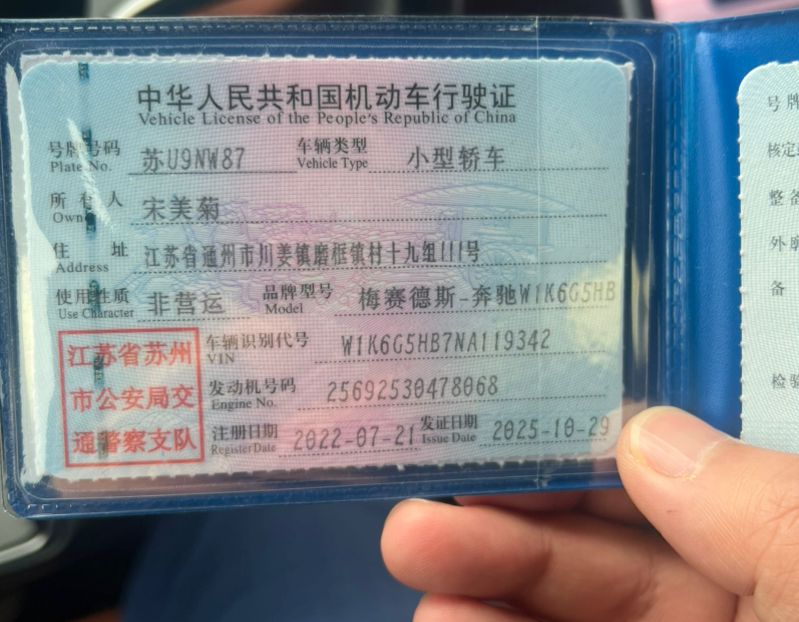 中华人民共和国机动车行驶证
Vehicle License of the People's Republic of China
号牌号码 苏U9NW87 车辆类型 小型轿车
Plate No. Vehicle Type
所有人 宋美菊
Owner
住址 江苏省通州市川姜镇磨框镇村十九组111号
Address
使用性质 非营运 品牌型号 梅赛德斯-奔驰W1K6G5HB
Use Character Model
江苏省苏州
市公安局交
通警察支队
车辆识别代号 W1K6G5HB7NA119342
VIN
发动机号码 25692530478068
Engine No.
注册日期 2022-07-21 发证日期 2025-10-29
Register Date Issue Date
号牌
核定
整备
外廓
备
检验